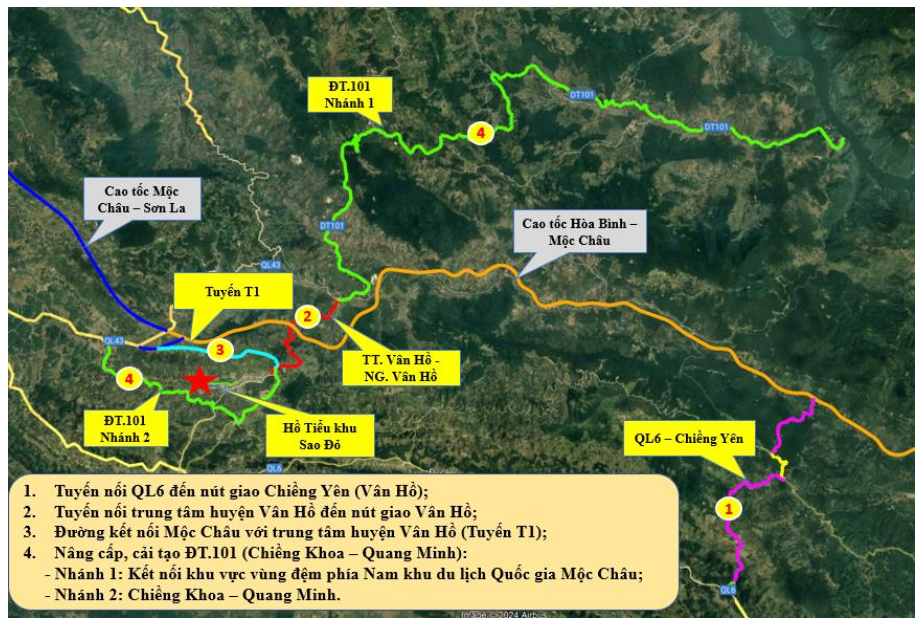 ĐT.101
Nhánh 1
DT101
4
DT101
Cao tốc Mộc
Châu – Sơn La
DT101
Cao tốc Hòa Bình –
Mộc Châu
DT101
QL43
Tuyến T1
2
QL43
3
TT. Vân Hồ -
NG. Vân Hồ
4
ĐT.101
Nhánh 2
Hồ Tiểu khu
Sao Đỏ
QL6 – Chiềng Yên
QL6
1. Tuyến nối QL6 đến nút giao Chiềng Yên (Vân Hồ);
2. Tuyến nối trung tâm huyện Vân Hồ đến nút giao Vân Hồ;
3. Đường kết nối Mộc Châu với trung tâm huyện Vân Hồ (Tuyến T1);
4. Nâng cấp, cải tạo ĐT.101 (Chiềng Khoa – Quang Minh):
- Nhánh 1: Kết nối khu vực vùng đệm phía Nam khu du lịch Quốc gia Mộc Châu;
- Nhánh 2: Chiềng Khoa – Quang Minh.
1
QL6
Image © 2024 Airbus